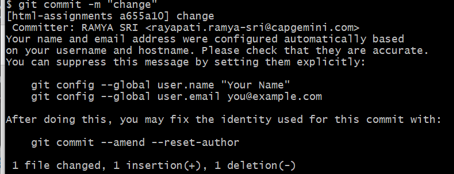 $ git commit -m "change"
[html-assignments a655a10] change
 Committer: RAMYA SRI <rayapati.ramya-sri@capgemini.com>
Your name and email address were configured automatically based
on your username and hostname. Please check that they are accurate.
You can suppress this message by setting them explicitly:

    git config --global user.name "Your Name"
    git config --global user.email you@example.com

After doing this, you may fix the identity used for this commit with:

    git commit --amend --reset-author

 1 file changed, 1 insertion(+), 1 deletion(-)